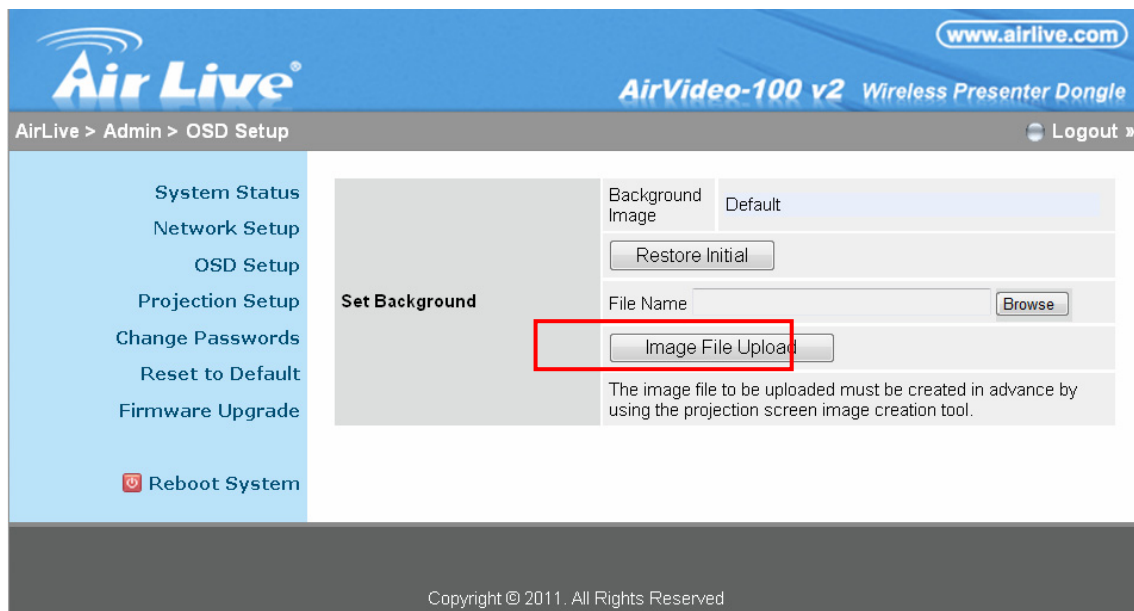 www.airlive.com
Air Live®
AirVideo-100 v2 Wireless Presenter Dongle
AirLive > Admin > OSD Setup
Logout »
System Status
Network Setup
OSD Setup
Projection Setup
Change Passwords
Reset to Default
Firmware Upgrade
Reboot System
Set Background
Background
Image
Default
Restore Initial
File Name
Browse
Image File Upload
The image file to be uploaded must be created in advance by
using the projection screen image creation tool.
Copyright © 2011. All Rights Reserved